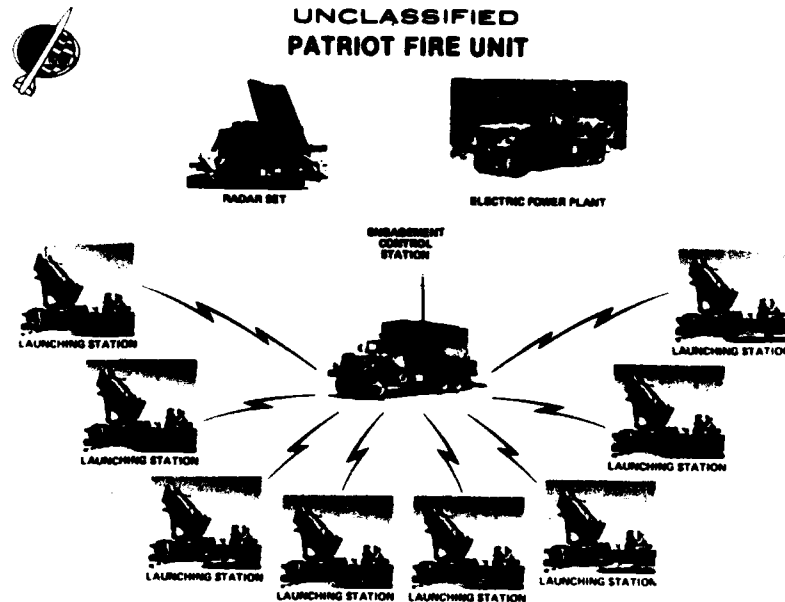 UNCLASSIFIED
PATRIOT FIRE UNIT
RADAR SET
ELECTRIC POWER PLANT
ENGAGEMENT
CONTROL
STATION
LAUNCHING STATION
LAUNCHING STATION
LAUNCHING STATION
LAUNCHING STATION
LAUNCHING STATION
LAUNCHING STATION
LAUNCHING STATION
LAUNCHING STATION